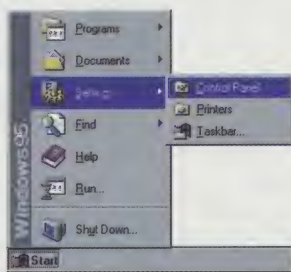 Programs
Documents
Settings
Control Panel
Printers
Taskbar...
Find
Help
Run...
Shut Down...
Windows95
Start